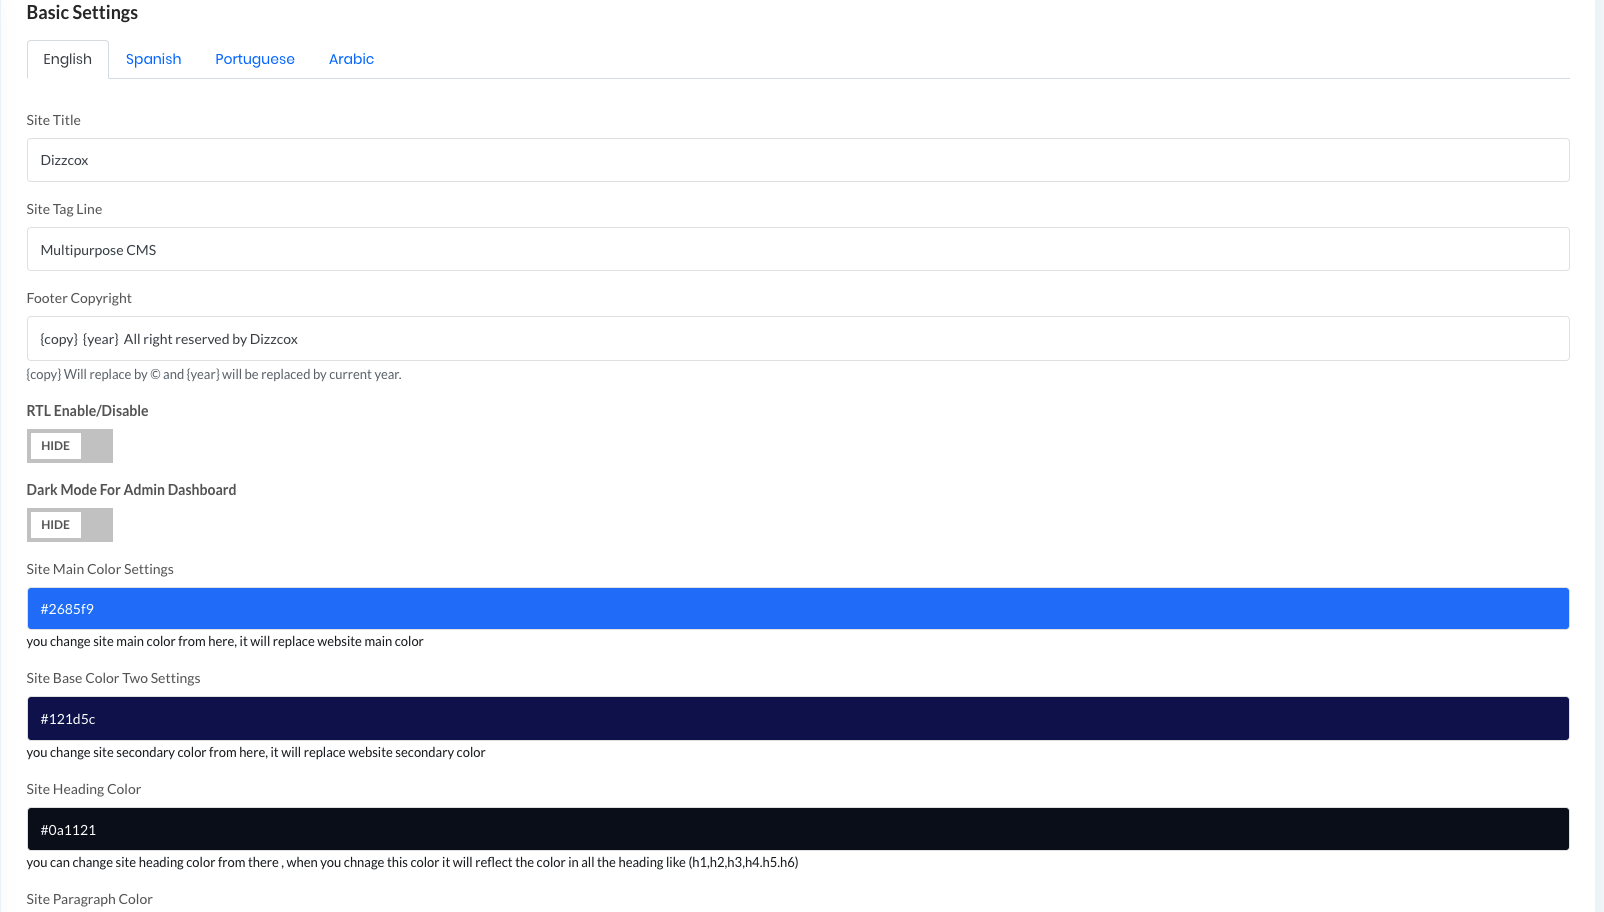 Basic Settings
English Spanish Portuguese Arabic
Site Title
Dizzcox
Site Tag Line
Multipurpose CMS
Footer Copyright
{copy} {year} All right reserved by Dizzcox
{copy} Will replace by © and {year} will be replaced by current year.
RTL Enable/Disable
HIDE
Dark Mode For Admin Dashboard
HIDE
Site Main Color Settings
#2685f9
you change site main color from here, it will replace website main color
Site Base Color Two Settings
#121d5c
you change site secondary color from here, it will replace website secondary color
Site Heading Color
#0a1121
you can change site heading color from there , when you chnage this color it will reflect the color in all the heading like (h1,h2,h3,h4.h5.h6)
Site Paragraph Color